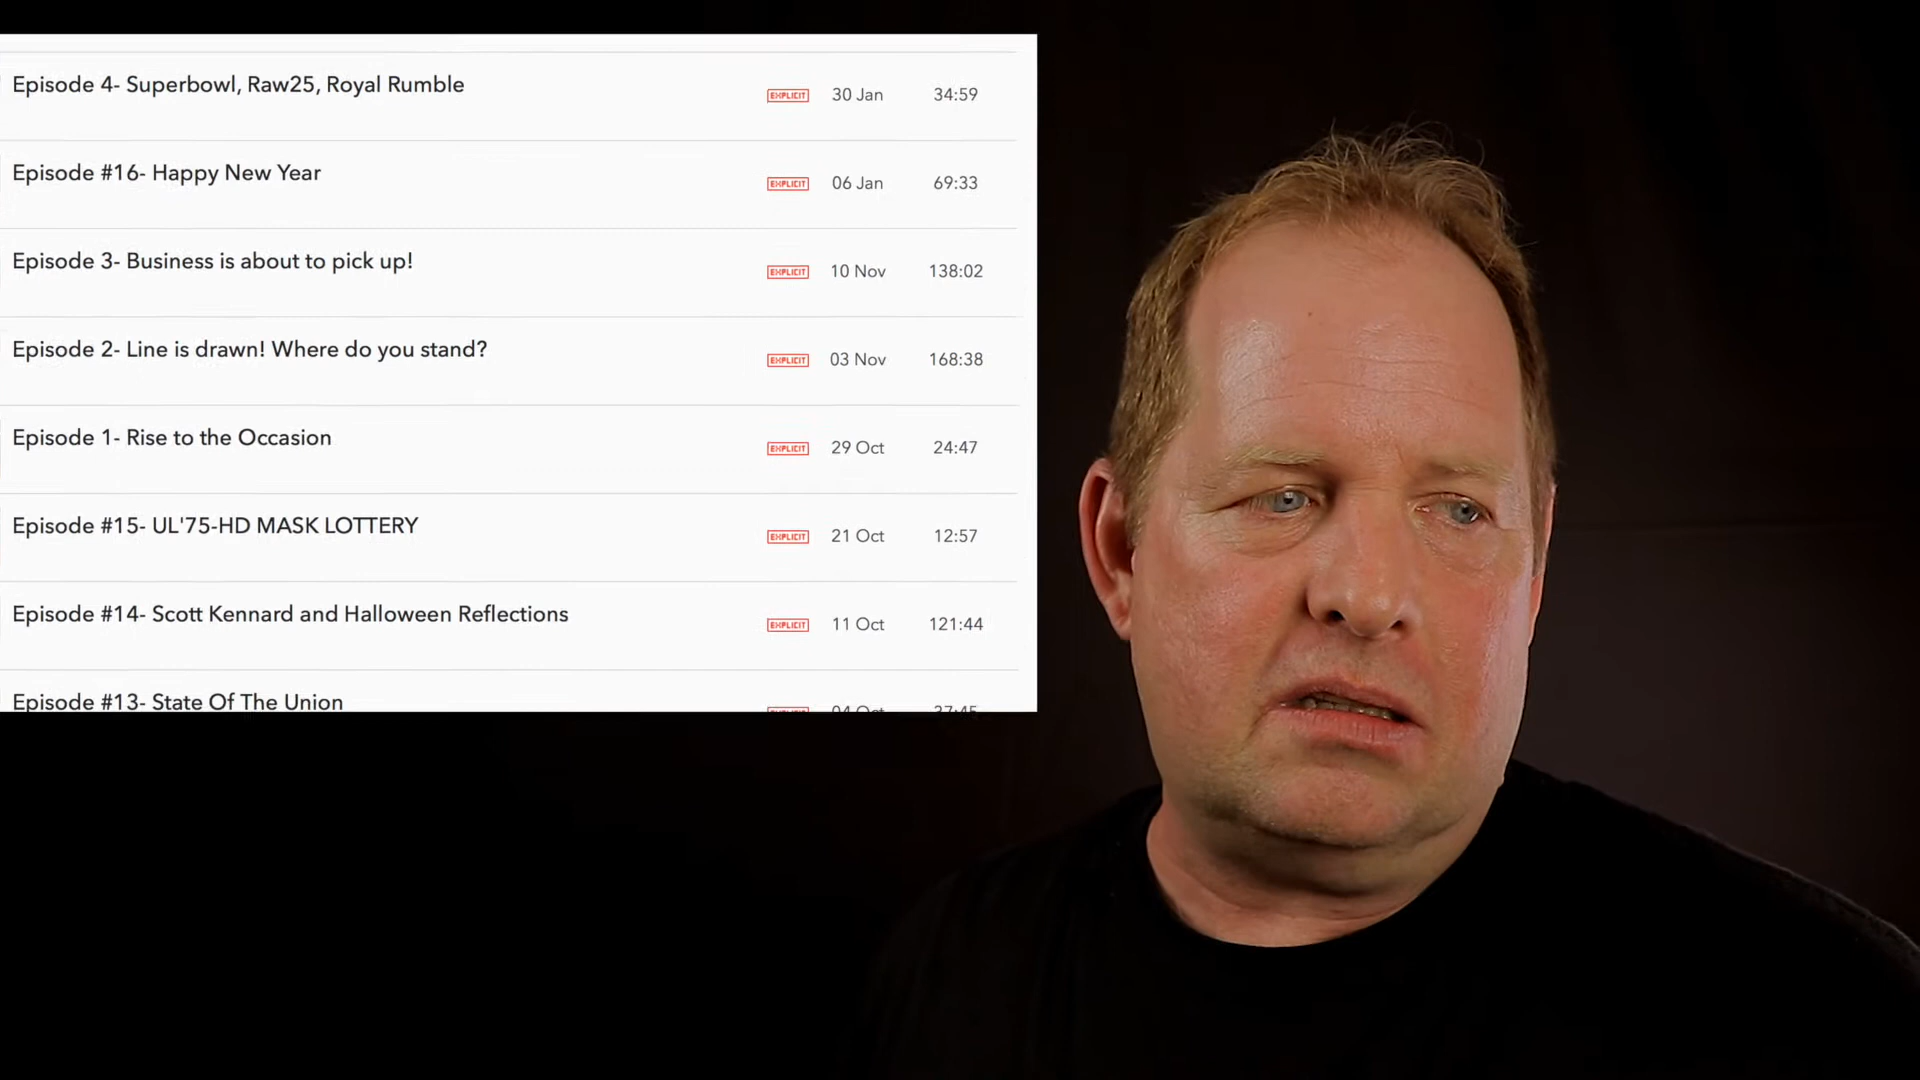 Episode 4- Superbowl, Raw25, Royal Rumble EXPLICIT 30 Jan 34:59
Episode #16- Happy New Year EXPLICIT 06 Jan 69:33
Episode 3- Business is about to pick up! EXPLICIT 10 Nov 138:02
Episode 2- Line is drawn! Where do you stand? EXPLICIT 03 Nov 168:38
Episode 1- Rise to the Occasion EXPLICIT 29 Oct 24:47
Episode #15- UL'75-HD MASK LOTTERY EXPLICIT 21 Oct 12:57
Episode #14- Scott Kennard and Halloween Reflections EXPLICIT 11 Oct 121:44
Episode #13- State Of The Union 04 Oct 37:45